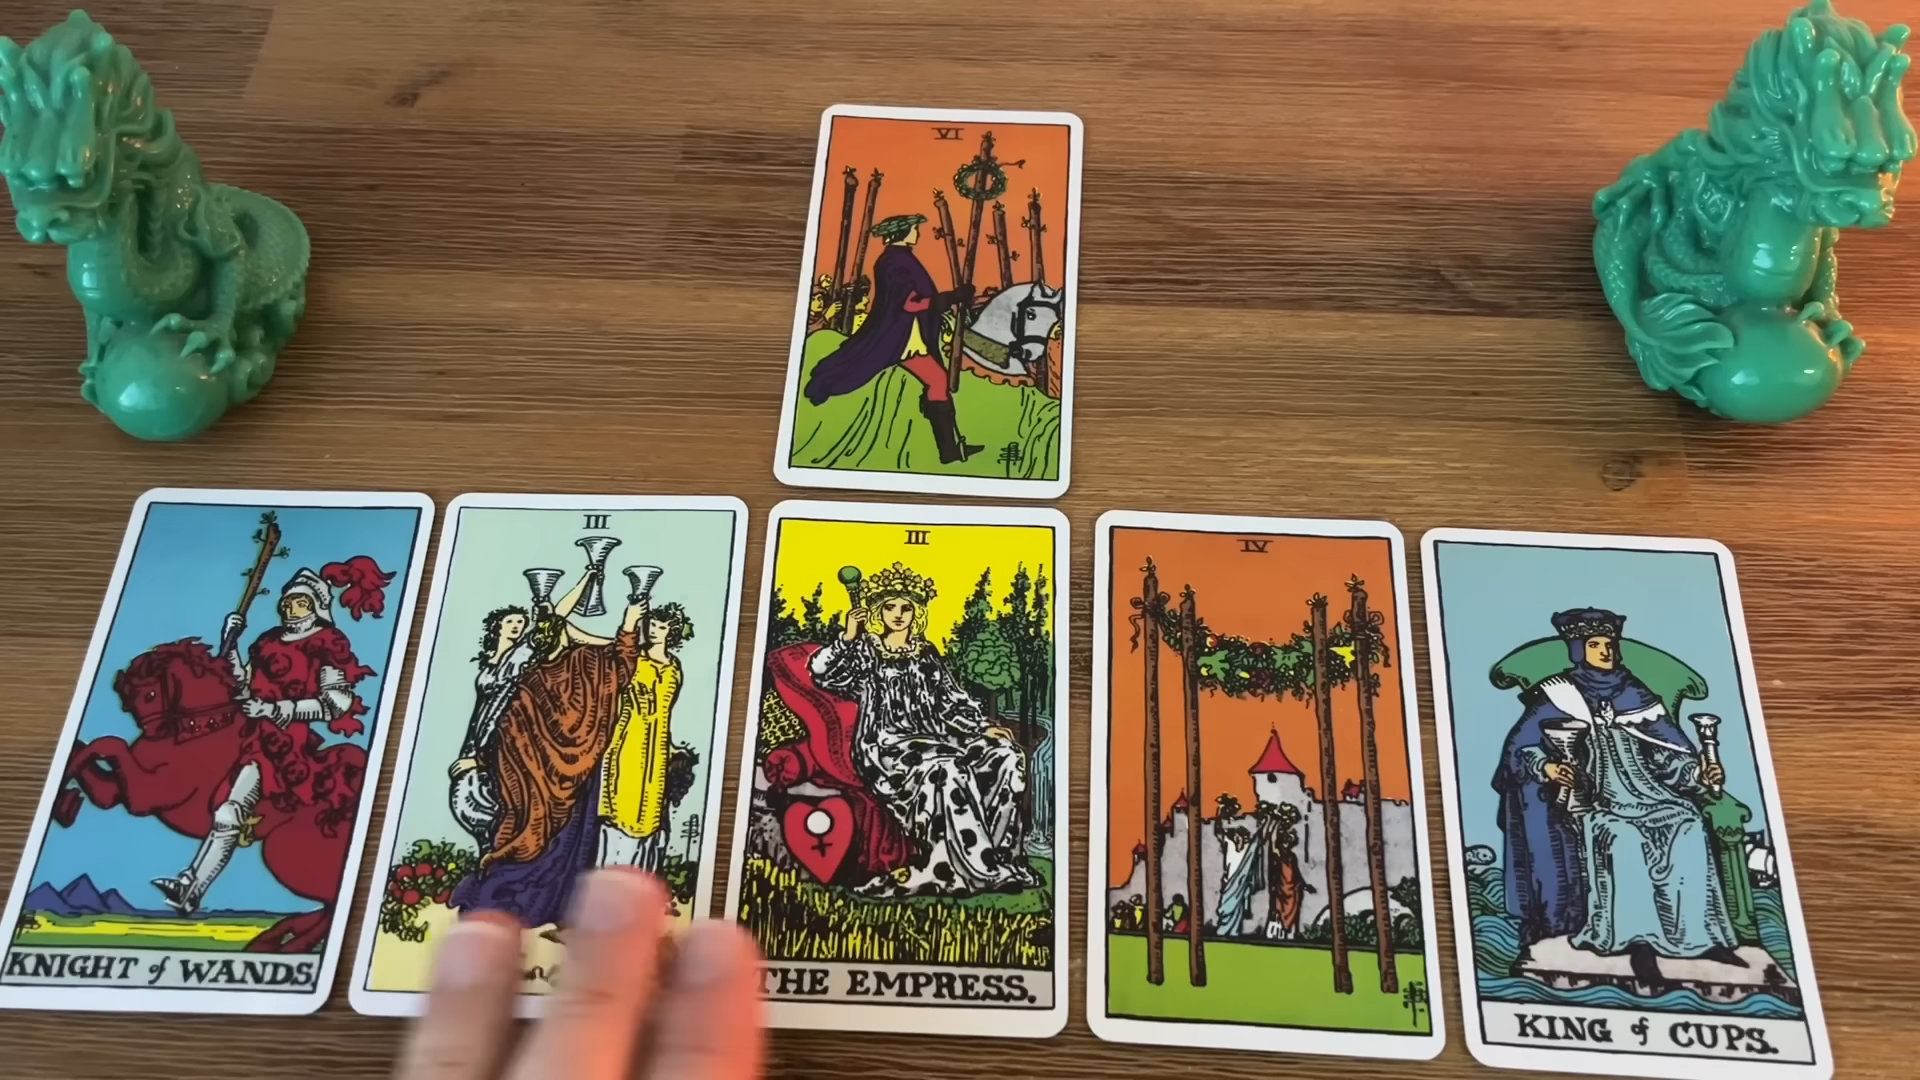 VI
KNIGHT of WANDS.
III
III
THE EMPRESS.
IV
KING of CUPS.